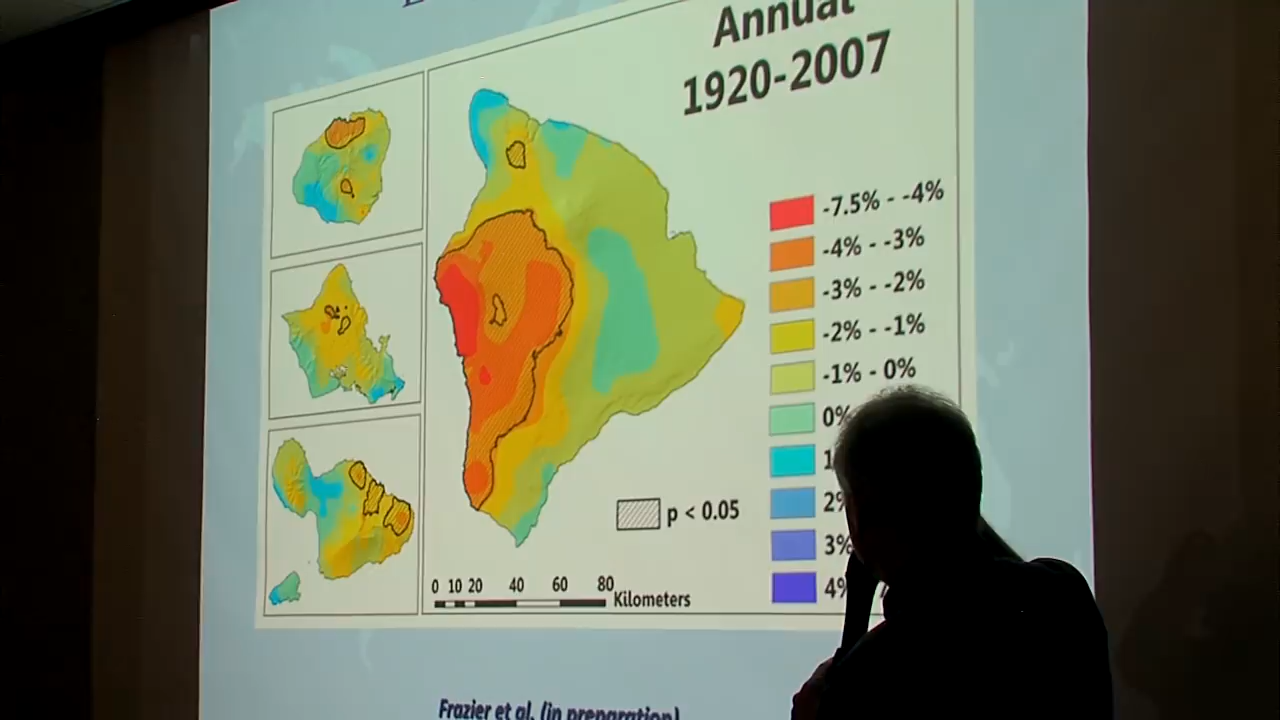 Annual
1920-2007
-7.5% - -4%
-4% - -3%
-3% - -2%
-2% - -1%
-1% - 0%
0%
1
2%
3%
4%
p < 0.05
0 10 20 40 60 80
Kilometers
Frazier et al. (in preparation)